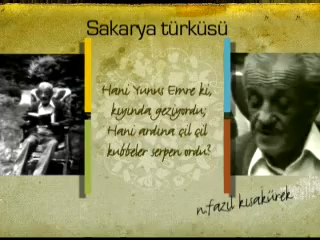 Sakarya türküsü
Hani Yunus Emre ki,
kıyında geziyordu;
Hani ardına çil çil
kubbeler serpen ordu?
n.fazıl kısakürek